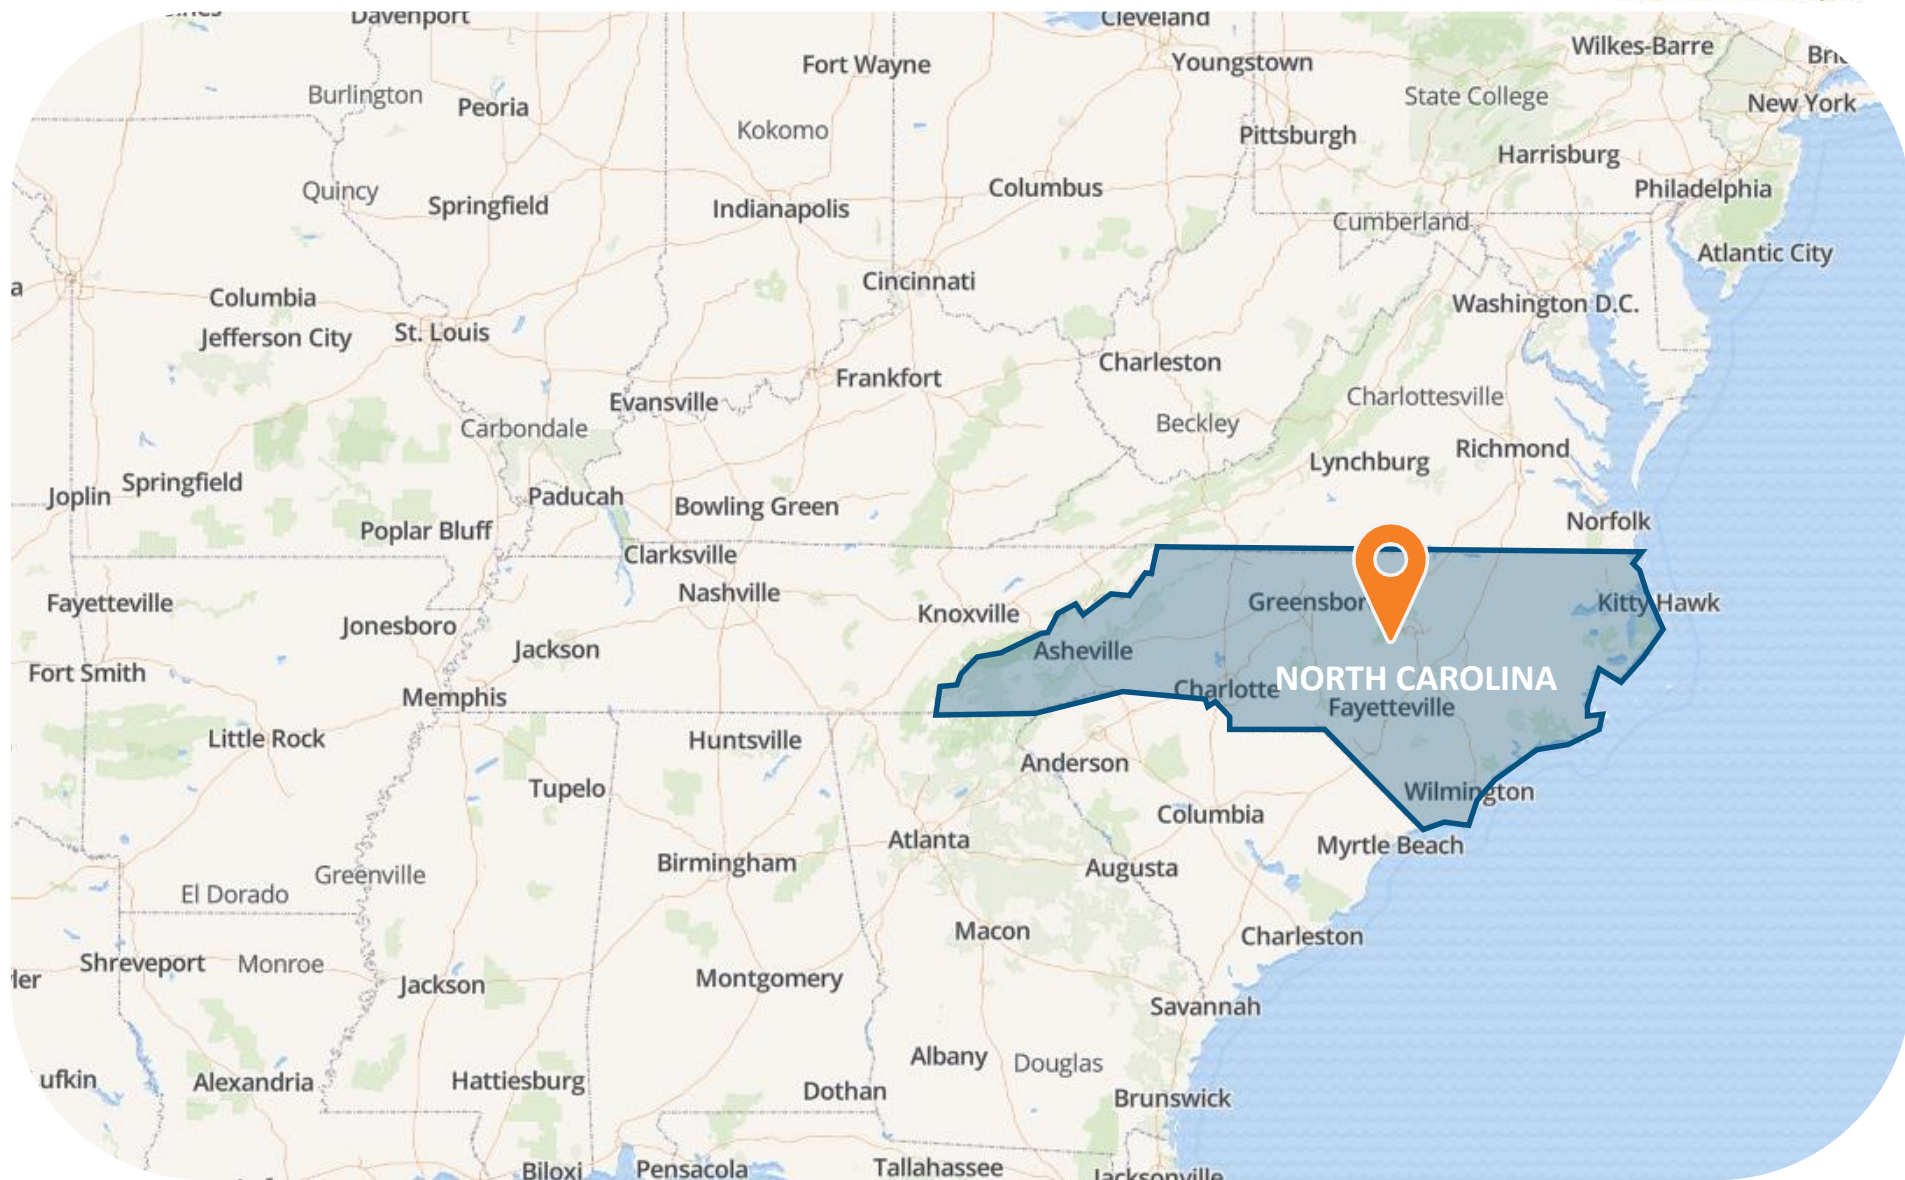 Davenport
Cleveland
Wilkes-Barre
Fort Wayne
Youngstown
Burlington
Peoria
State College
New York
Kokomo
Pittsburgh
Harrisburg
Quincy
Springfield
Indianapolis
Columbus
Philadelphia
Cumberland
Atlantic City
Cincinnati
Columbia
Washington D.C.
Jefferson City
St. Louis
Charleston
Frankfort
Evansville
Charlottesville
Carbondale
Beckley
Richmond
Lynchburg
Joplin
Springfield
Paducah
Bowling Green
Poplar Bluff
Norfolk
Clarksville
Nashville
Fayetteville
Knoxville
Greensbor
Kitty Hawk
Jonesboro
Jackson
Asheville
Fort Smith
NORTH CAROLINA
Memphis
Charlotte
Fayetteville
Little Rock
Huntsville
Anderson
Tupelo
Wilmington
Columbia
Atlanta
Myrtle Beach
Birmingham
Augusta
Greenville
El Dorado
Macon
Charleston
Shreveport
Monroe
Jackson
Montgomery
Savannah
Albany
Douglas
ufkin
Alexandria
Hattiesburg
Dothan
Brunswick
Biloxi
Pensacola
Tallahassee
Jacksonville